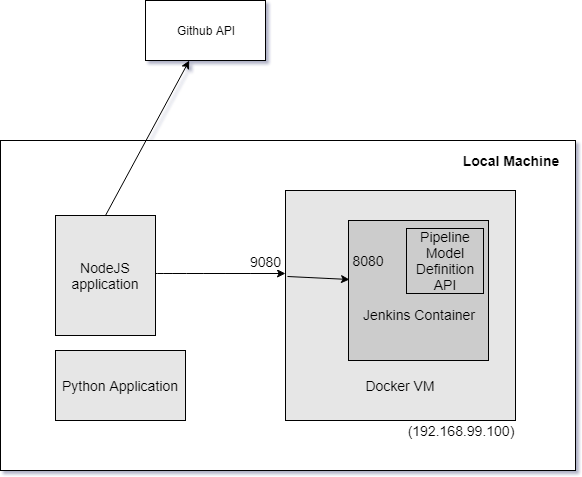 Github API
Local Machine
NodeJS
application
9080
8080
Pipeline
Model
Definition
API
Jenkins Container
Python Application
Docker VM
(192.168.99.100)